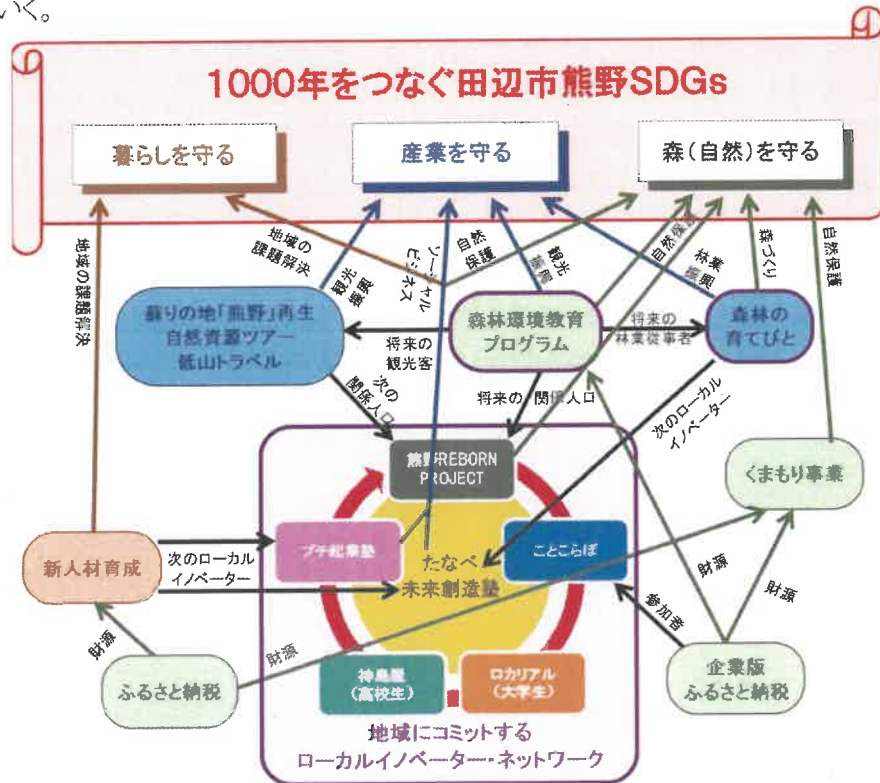 いく。
1000年をつなぐ田辺市熊野SDGs
暮らしを守る
産業を守る
森(自然)を守る
地域の課題解決
地域の
課題解決
観光
振興
ソーシャル
ビジネス
自然
保護
観光
振興
自然保護
林業
振興
森づくり
自然保護
蘇りの地「熊野」再生
自然資源ツアー
低山トラベル
将来の
観光客
森林環境教育
プログラム
将来の
林業従事者
森林の
育てびと
次の
関係人口
将来の 関係人口
次のローカル
イノベーター
熊野REBORN
PROJECT
くまもり事業
プチ起業塾
ことこらぼ
たなべ
未来創造塾
新人材育成
次のローカル
イノベーター
財源
財源
財源
財源
参加者
ふるさと納税
神島屋
(高校生)
ロカリアル
(大学生)
企業版
ふるさと納税
地域にコミットする
ローカルイノベーター・ネットワーク